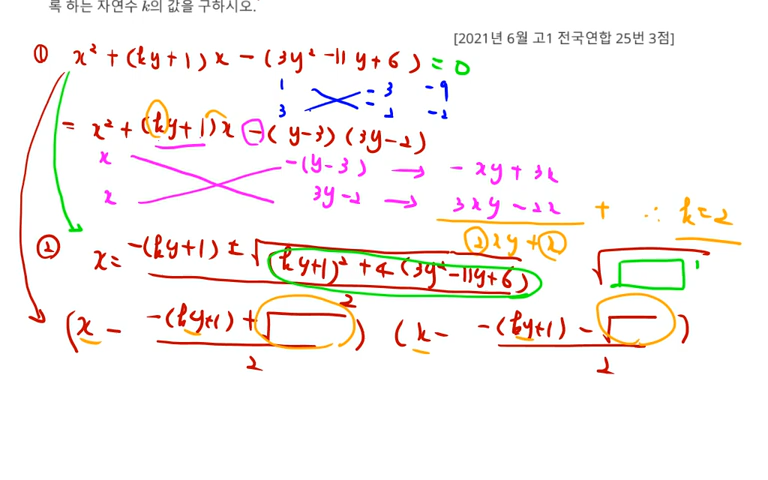 록 하는 자연수 k의 값을 구하시오.
[2021년 6월 고1 전국연합 25번 3점]
① x² + (ky+1)x - (3y²-11y+6) = 0
1 -3 -9
3 -2 -2
= x² + (ky+1)x -(y-3)(3y-2)
x -(y-3) → -xy+3x
x 3y-2 → 3xy-2x +
2xy+x
∴ k=2
② x= -(ky+1) ± √(ky+1)²+4(3y²-11y+6) / 2
(x - -(ky+1)+√ / 2) (x- -(ky+1)-√ / 2)